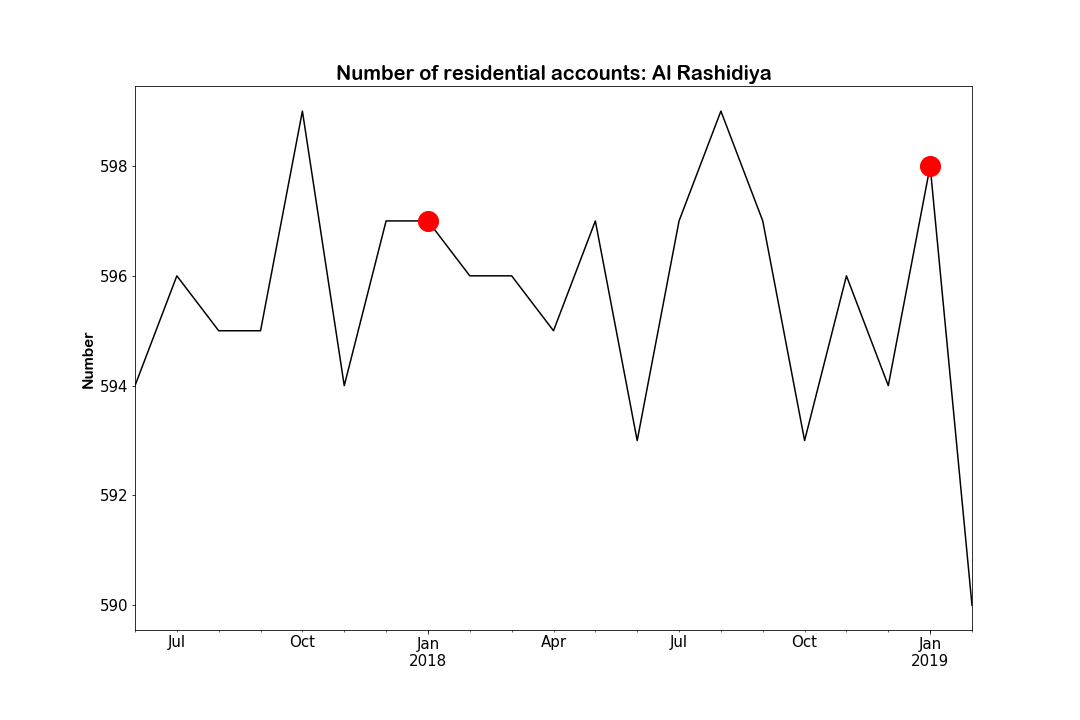 Number of residential accounts: Al Rashidiya
Number
598
596
594
592
590
Jul
Oct
Jan
2018
Apr
Jul
Oct
Jan
2019